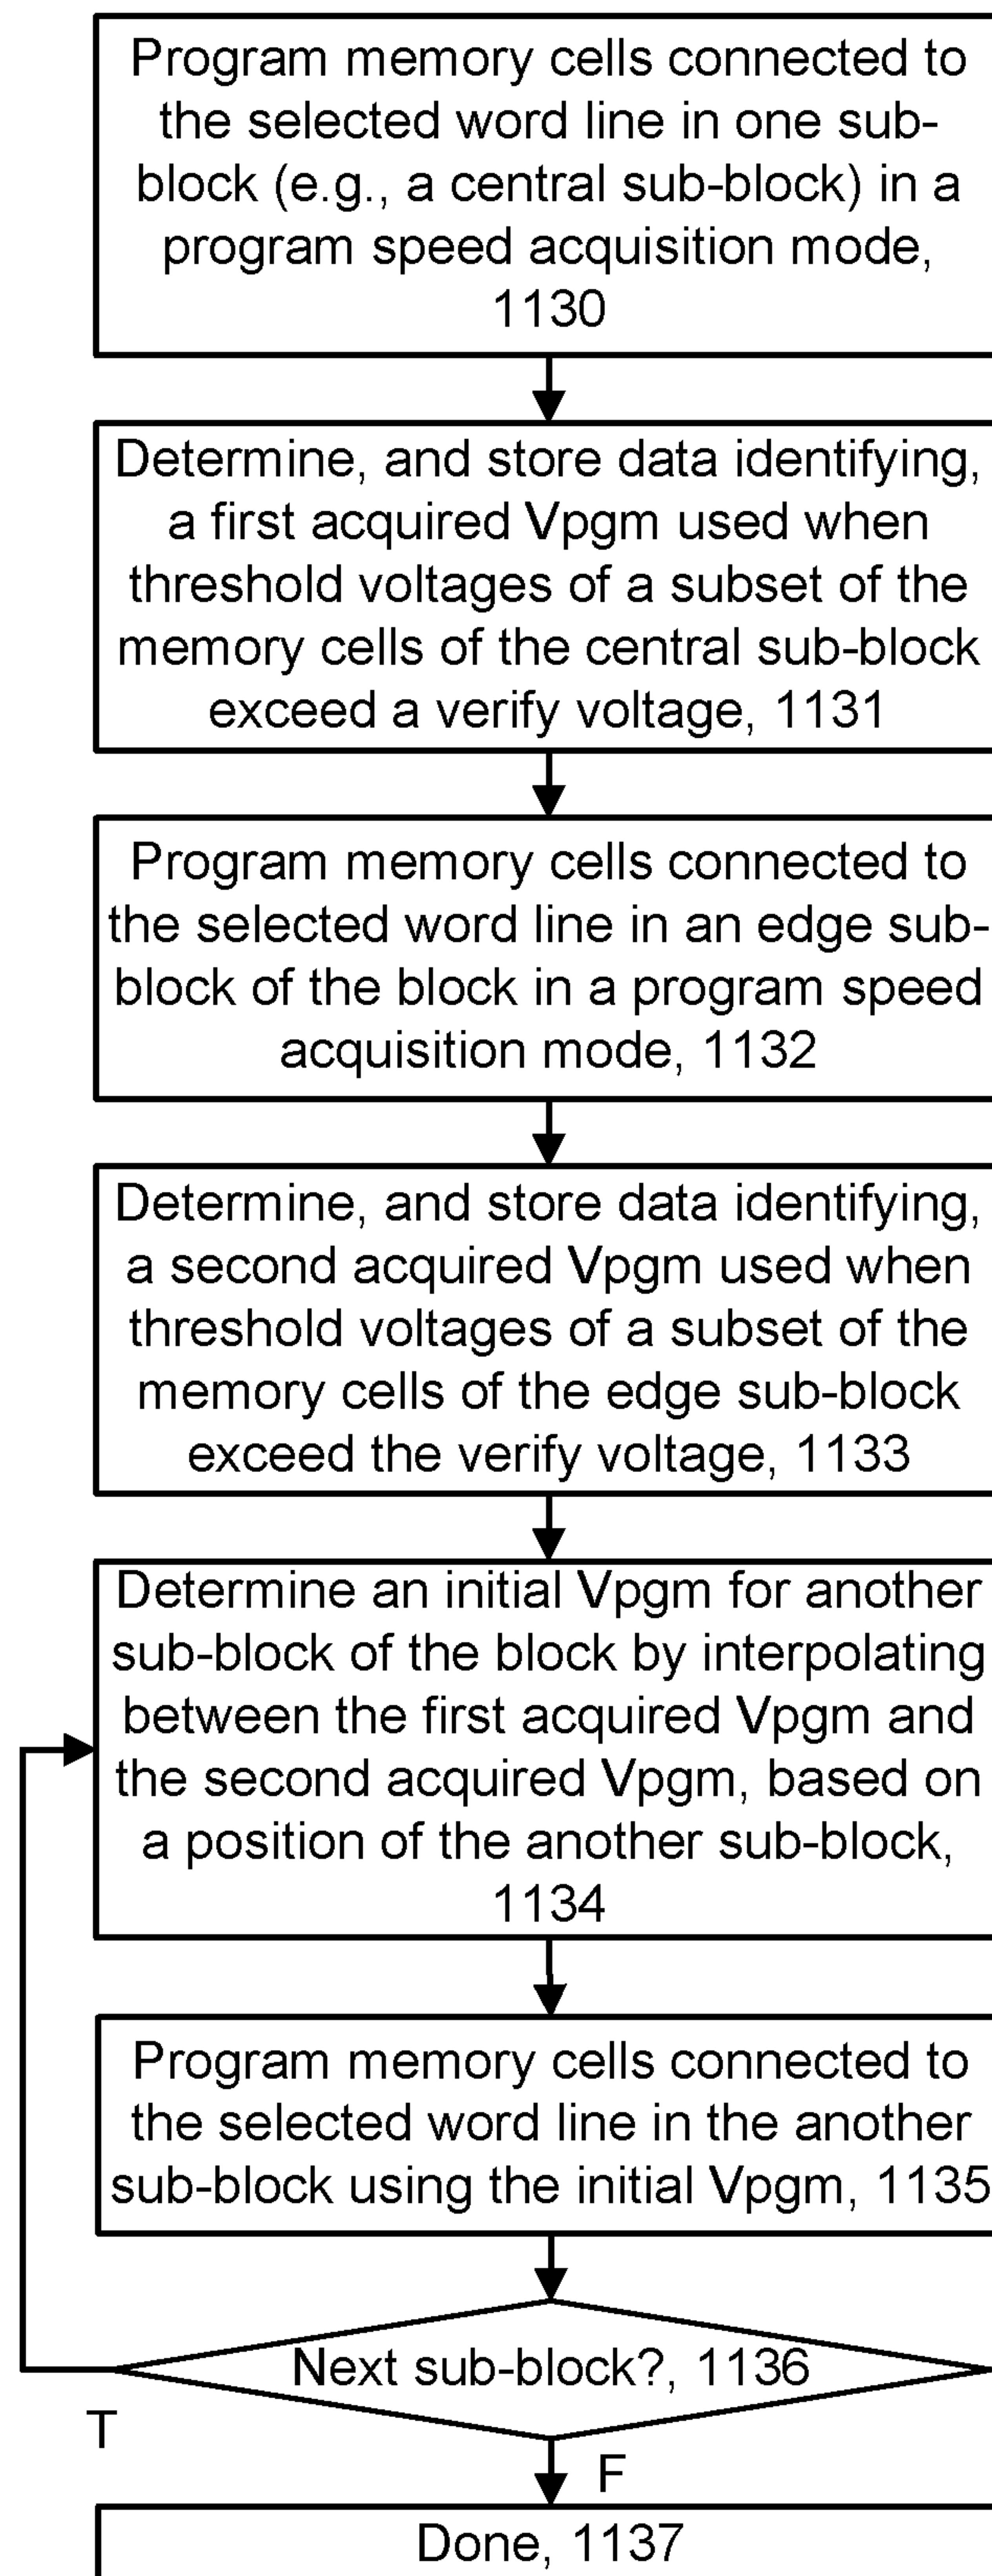 Program memory cells connected to
the selected word line in one sub-
block (e.g., a central sub-block) in a
program speed acquisition mode,
1130
Determine, and store data identifying,
a first acquired Vpgm used when
threshold voltages of a subset of the
memory cells of the central sub-block
exceed a verify voltage, 1131
Program memory cells connected to
the selected word line in an edge sub-
block of the block in a program speed
acquisition mode, 1132
Determine, and store data identifying,
a second acquired Vpgm used when
threshold voltages of a subset of the
memory cells of the edge sub-block
exceed the verify voltage, 1133
Determine an initial Vpgm for another
sub-block of the block by interpolating
between the first acquired Vpgm and
the second acquired Vpgm, based on
a position of the another sub-block,
1134
Program memory cells connected to
the selected word line in the another
sub-block using the initial Vpgm, 1135
Next sub-block?, 1136
T
F
Done, 1137